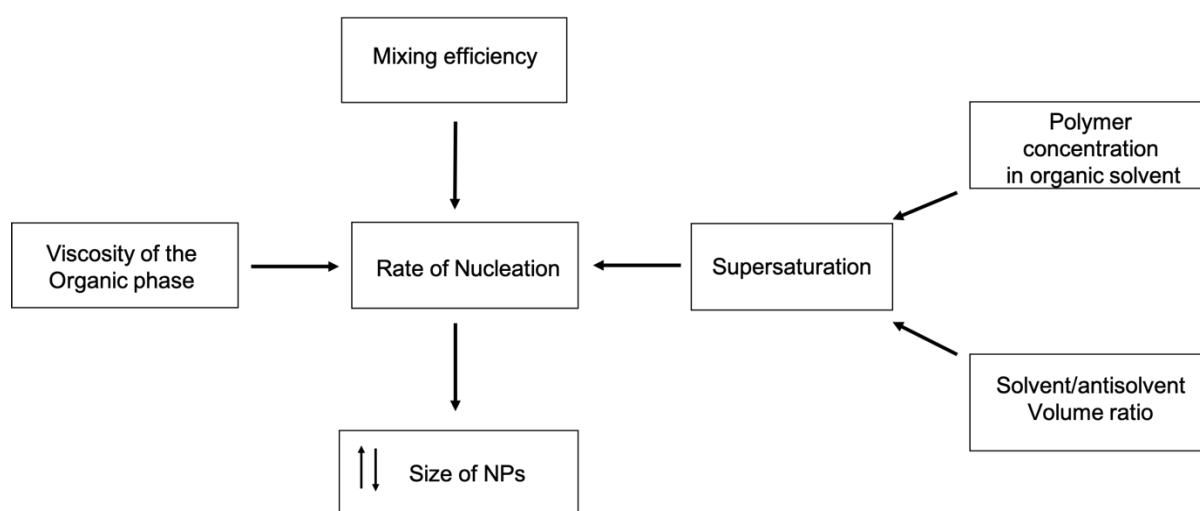 Mixing efficiency
Polymer
concentration
in organic solvent
Viscosity of the
Organic phase
Rate of Nucleation
Supersaturation
Solvent/antisolvent
Volume ratio
Size of NPs